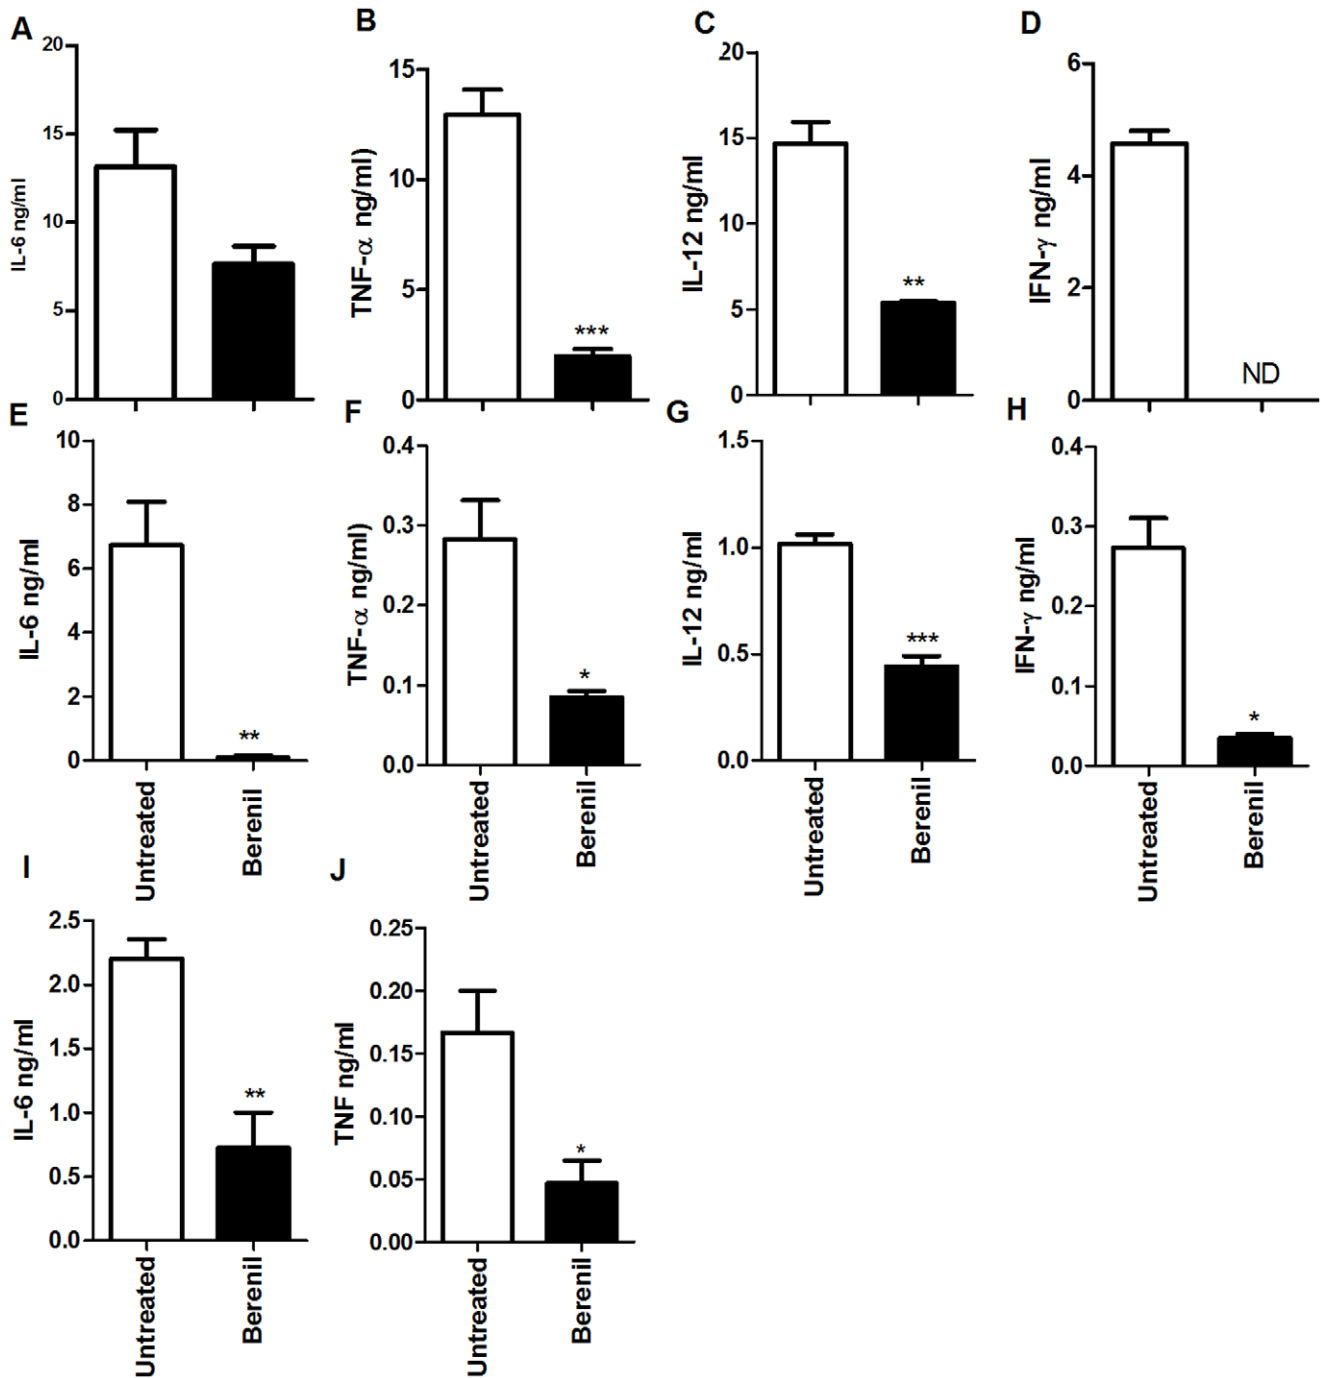 A
IL-6 ng/ml
20
15
10
5
0
B
TNF-α ng/ml)
15
10
5
0
***
C
IL-12 ng/ml
20
15
10
5
0
**
D
IFN-γ ng/ml
6
4
2
0
ND
E
IL-6 ng/ml
10
8
6
4
2
0
**
Untreated
Berenil
F
TNF-α ng/ml)
0.4
0.3
0.2
0.1
0.0
*
Untreated
Berenil
G
IL-12 ng/ml
1.5
1.0
0.5
0.0
***
Untreated
Berenil
H
IFN-γ ng/ml
0.4
0.3
0.2
0.1
0.0
*
Untreated
Berenil
I
IL-6 ng/ml
2.5
2.0
1.5
1.0
0.5
0.0
**
Untreated
Berenil
J
TNF ng/ml
0.25
0.20
0.15
0.10
0.05
0.00
*
Untreated
Berenil